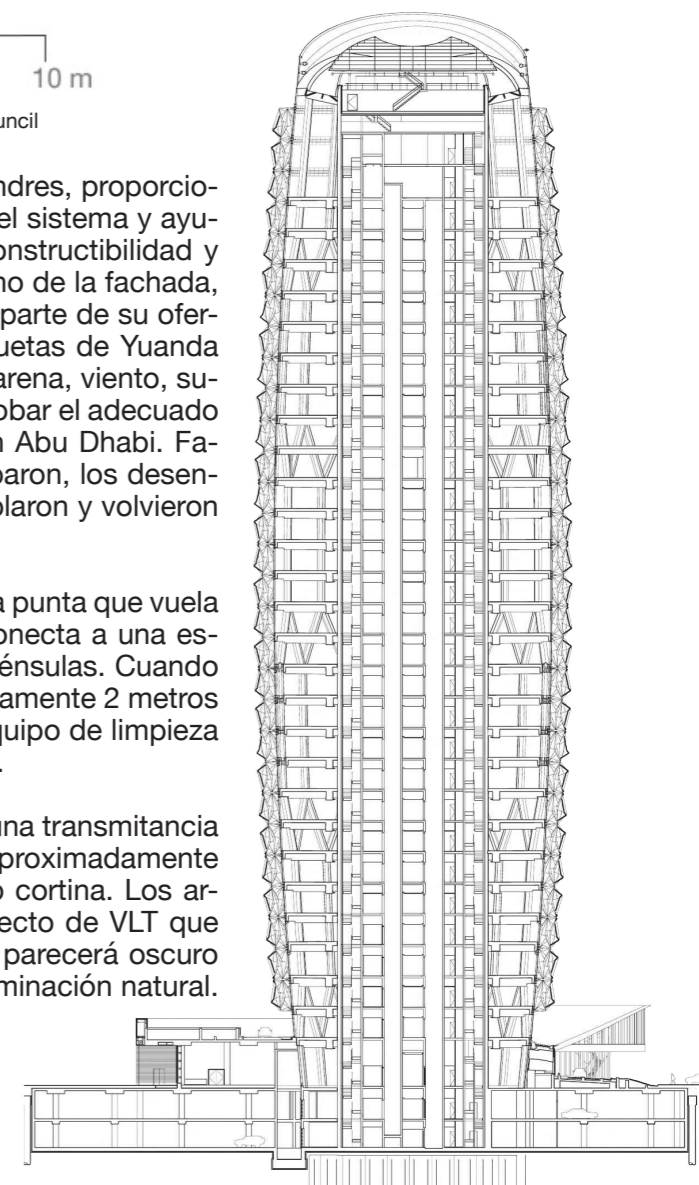 10 m
uncil
ndres, proporcio-
el sistema y ayu-
onstructibilidad y
no de la fachada,
parte de su ofer-
uetas de Yuanda
arena, viento, su-
obar el adecuado
n Abu Dhabi. Fa-
paron, los desen-
olaron y volvieron
a punta que vuela
onecta a una es-
énsulas. Cuando
amente 2 metros
quipo de limpieza
.
una transmitancia
proximadamente
o cortina. Los ar-
ecto de VLT que
parecerá oscuro
minación natural.